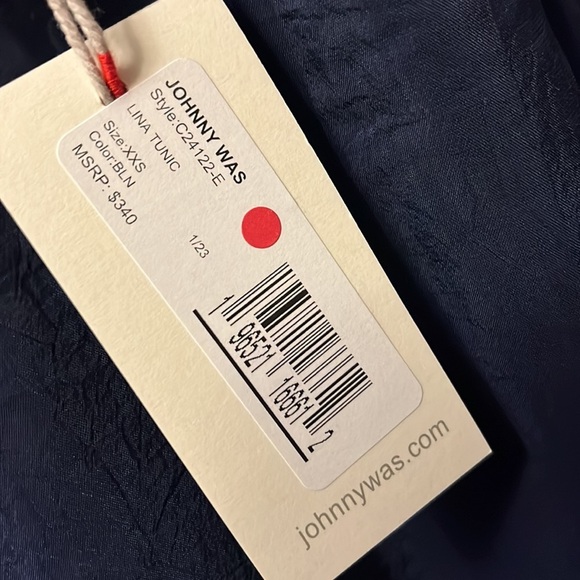 JOHNNY WAS
Style:C24122-E
LINA TUNIC
Size:XXS
Color:BLN
MSRP: $340
1/23
1 96521 16661 2
johnnywas.com